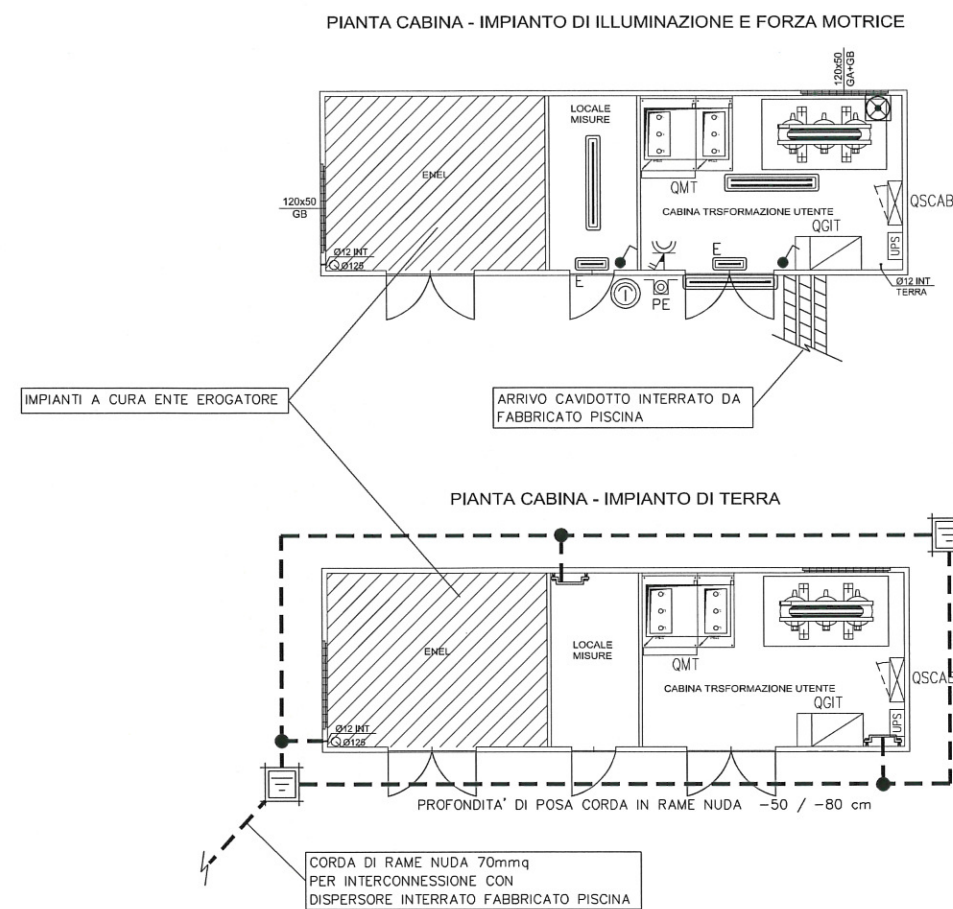 PIANTA CABINA - IMPIANTO DI ILLUMINAZIONE E FORZA MOTRICE
120x50
GA+GB
LOCALE
MISURE
ENEL
QMT
120x50
GB
CABINA TRSFORMAZIONE UTENTE
QSCAB
QGIT
UPS
Ø12 INT
Ø125
E
E
PE
Ø12 INT
TERRA
IMPIANTI A CURA ENTE EROGATORE
ARRIVO CAVIDOTTO INTERRATO DA
FABBRICATO PISCINA
PIANTA CABINA - IMPIANTO DI TERRA
ENEL
LOCALE
MISURE
QMT
CABINA TRSFORMAZIONE UTENTE
QSCAB
QGIT
UPS
Ø12 INT
Ø125
PROFONDITA' DI POSA CORDA IN RAME NUDA -50 / -80 cm
CORDA DI RAME NUDA 70mmq
PER INTERCONNESSIONE CON
DISPERSORE INTERRATO FABBRICATO PISCINA